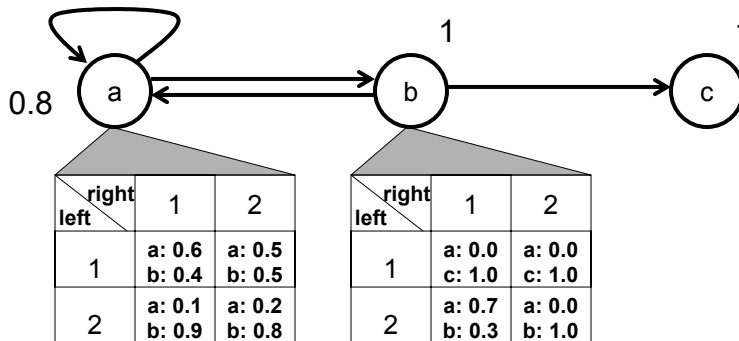 1
0.8
a
b
c
right
left
1
2
right
left
1
2
1
a: 0.6
b: 0.4
a: 0.5
b: 0.5
1
a: 0.0
c: 1.0
a: 0.0
c: 1.0
2
a: 0.1
b: 0.9
a: 0.2
b: 0.8
2
a: 0.7
b: 0.3
a: 0.0
b: 1.0